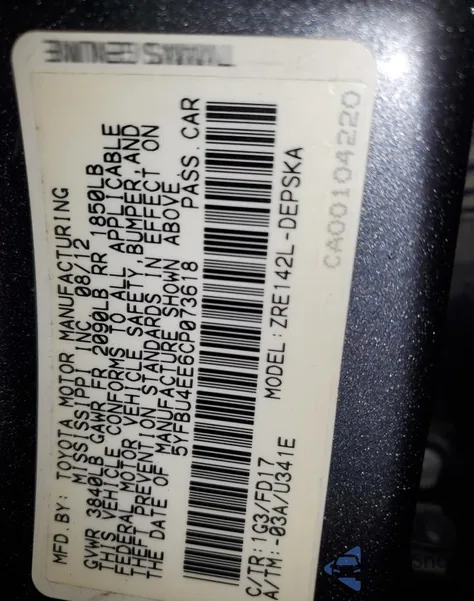 MFD. BY: TOYOTA MOTOR MANUFACTURING
MISSISSIPPI INC. 08/12
GVWR 3840LB GAWR FR 2090LB RR 1850LB
THIS VEHICLE CONFORMS TO ALL APPLICABLE
FEDERAL MOTOR VEHICLE SAFETY, BUMPER, AND
THEFT PREVENTION STANDARDS IN EFFECT ON
THE DATE OF MANUFACTURE SHOWN ABOVE
5YFBU4EE6CP073618 PASS. CAR
C/TR: 1G3/FD17 MODEL: ZRE142L-DEPSKA
A/TM: -03A/U341E
CA00104220
GENUINE